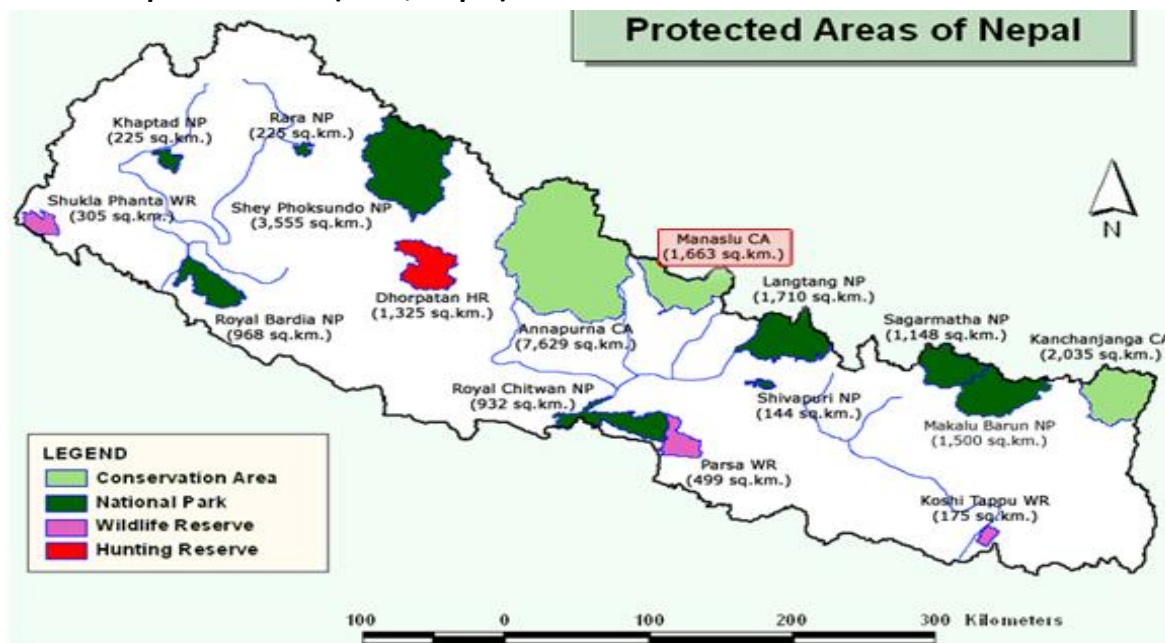 Protected Areas of Nepal
Khaptad NP
(225 sq.km.)
Rara NP
(225 sq.km.)
Shukla Phanta WR
(305 sq.km.)
Shey Phoksundo NP
(3,555 sq.km.)
Manaslu CA
(1,663 sq.km.)
N
Royal Bardia NP
(968 sq.km.)
Dhorpatan HR
(1,325 sq.km.)
Annapurna CA
(7,629 sq.km.)
Langtang NP
(1,710 sq.km.)
Sagarmatha NP
(1,148 sq.km.)
Kanchanjanga CA
(2,035 sq.km.)
Royal Chitwan NP
(932 sq.km.)
Shivapuri NP
(144 sq.km.)
Makalu Barun NP
(1,500 sq.km.)
Parsa WR
(499 sq.km.)
Koshi Tappu WR
(175 sq.km.)
LEGEND
Conservation Area
National Park
Wildlife Reserve
Hunting Reserve
100 0 100 200 300 Kilometers